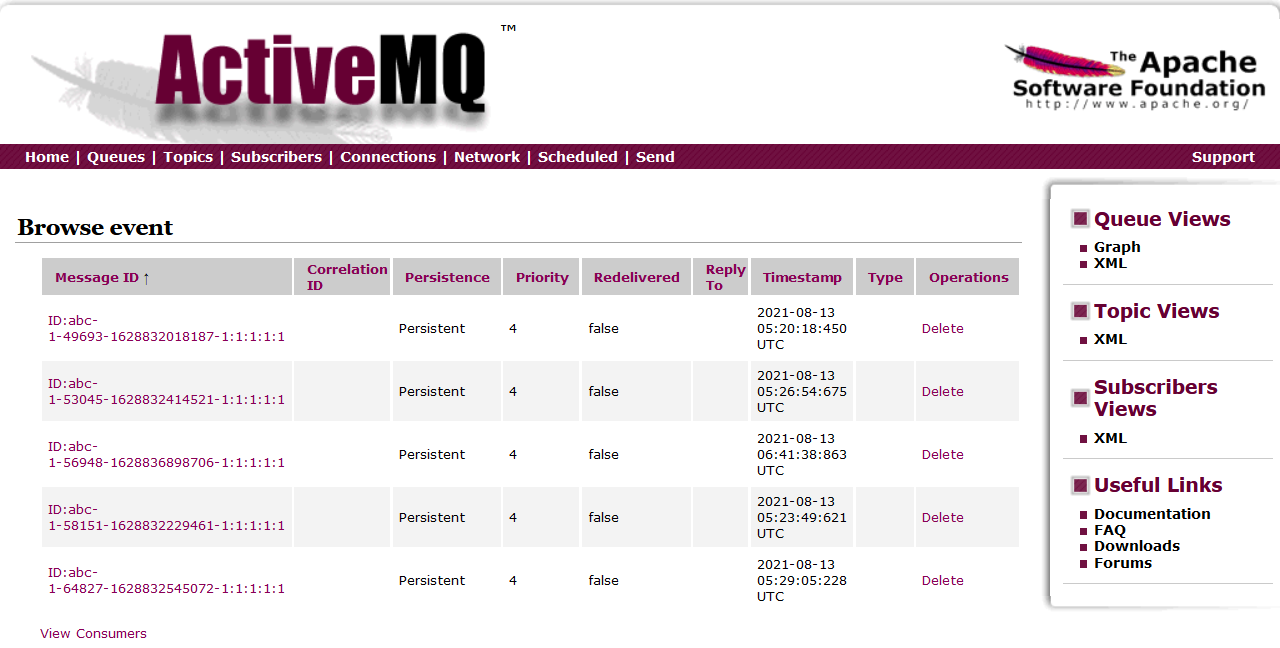 ActiveMQ
TM
The Apache
Software Foundation
http://www.apache.org/
Home | Queues | Topics | Subscribers | Connections | Network | Scheduled | Send
Support
Browse event
Message ID ↑
Correlation
ID
Persistence
Priority
Redelivered
Reply
To
Timestamp
Type
Operations
ID:abc-
1-49693-1628832018187-1:1:1:1:1
Persistent
4
false
2021-08-13
05:20:18:450
UTC
Delete
ID:abc-
1-53045-1628832414521-1:1:1:1:1
Persistent
4
false
2021-08-13
05:26:54:675
UTC
Delete
ID:abc-
1-56948-1628836898706-1:1:1:1:1
Persistent
4
false
2021-08-13
06:41:38:863
UTC
Delete
ID:abc-
1-58151-1628832229461-1:1:1:1:1
Persistent
4
false
2021-08-13
05:23:49:621
UTC
Delete
ID:abc-
1-64827-1628832545072-1:1:1:1:1
Persistent
4
false
2021-08-13
05:29:05:228
UTC
Delete
View Consumers
Queue Views
Graph
XML
Topic Views
XML
Subscribers
Views
XML
Useful Links
Documentation
FAQ
Downloads
Forums